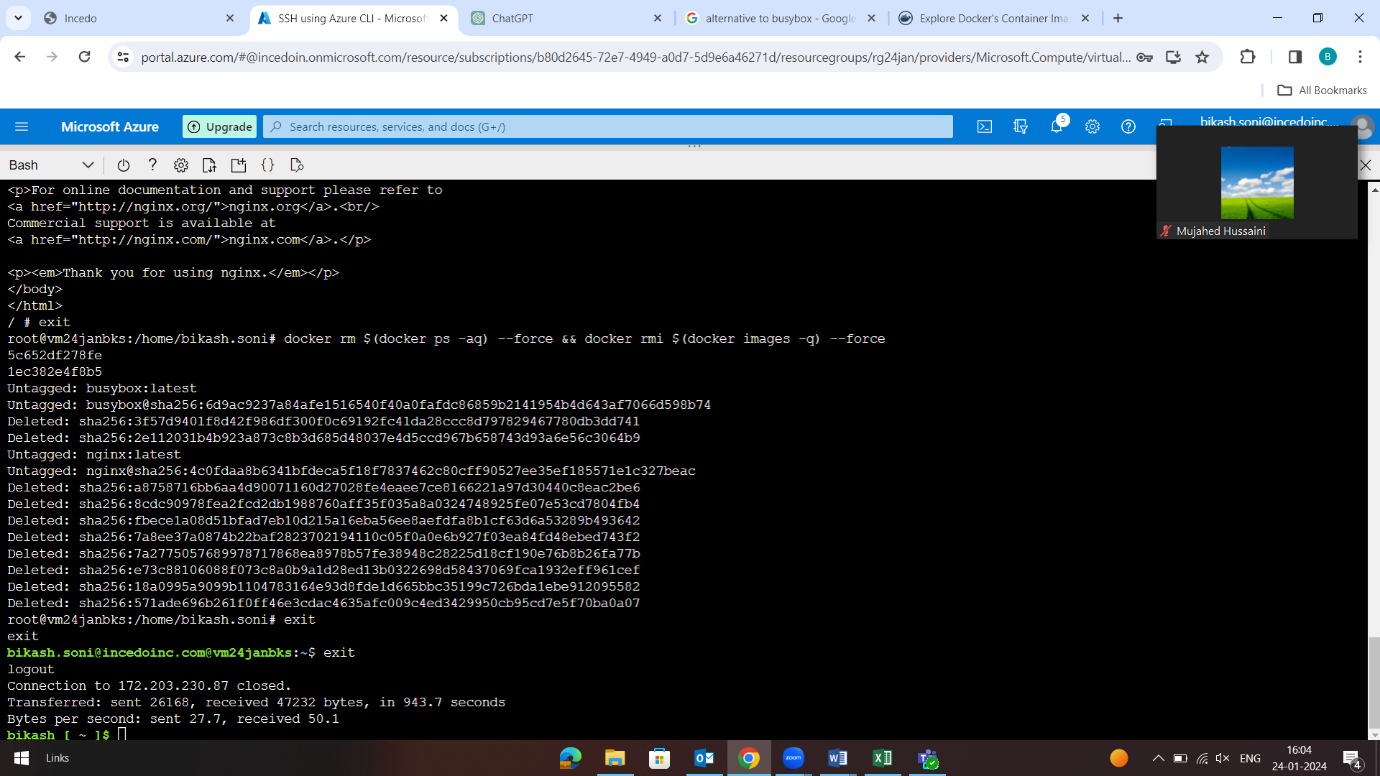 Incedo
SSH using Azure CLI - Microsoft
ChatGPT
alternative to busybox - Google
Explore Docker's Container Ima
portal.azure.com/#@incedoin.onmicrosoft.com/resource/subscriptions/b80d2645-72e7-4949-a0d7-5d9e6a46271d/resourcegroups/rg24jan/providers/Microsoft.Compute/virtual...
B
All Bookmarks
Microsoft Azure
Upgrade
Search resources, services, and docs (G+/)
5
bikash.soni@incedoinc....
Bash
Mujahed Hussaini
<p>For online documentation and support please refer to
<a href="http://nginx.org/">nginx.org</a>.<br/>
Commercial support is available at
<a href="http://nginx.com/">nginx.com</a>.</p>
<p><em>Thank you for using nginx.</em></p>
</body>
</html>
/ # exit
root@vm24janbks:/home/bikash.soni# docker rm $(docker ps -aq) --force && docker rmi $(docker images -q) --force
5c652df278fe
1ec382e4f8b5
Untagged: busybox:latest
Untagged: busybox@sha256:6d9ac9237a84afe1516540f40a0fafdc86859b2141954b4d643af7066d598b74
Deleted: sha256:3f57d9401f8d42f986df300f0c69192fc41da28ccc8d797829467780db3dd741
Deleted: sha256:2e112031b4b923a873c8b3d685d48037e4d5ccd967b658743d93a6e56c3064b9
Untagged: nginx:latest
Untagged: nginx@sha256:4c0fdaa8b6341bfdeca5f18f7837462c80cff90527ee35ef185571e1c327beac
Deleted: sha256:a8758716bb6aa4d90071160d27028fe4eaee7ce8166221a97d30440c8eac2be6
Deleted: sha256:8cdc90978fea2fcd2db1988760aff35f035a8a0324748925fe07e53cd7804fb4
Deleted: sha256:fbece1a08d51bfad7eb10d215a16eba56ee8aefdfa8b1cf63d6a53289b493642
Deleted: sha256:7a8ee37a0874b22baf2823702194110c05f0a0e6b927f03ea84fd48ebed743f2
Deleted: sha256:7a2775057689978717868ea8978b57fe38948c28225d18cf190e76b8b26fa77b
Deleted: sha256:e73c88106088f073c8a0b9a1d28ed13b0322698d58437069fca1932eff961cef
Deleted: sha256:18a0995a9099b1104783164e93d8fde1d665bbc35199c726bda1ebe912095582
Deleted: sha256:571ade696b261f0ff46e3cdac4635afc009c4ed3429950cb95cd7e5f70ba0a07
root@vm24janbks:/home/bikash.soni# exit
exit
bikash.soni@incedoinc.com@vm24janbks:~$ exit
logout
Connection to 172.203.230.87 closed.
Transferred: sent 26168, received 47232 bytes, in 943.7 seconds
Bytes per second: sent 27.7, received 50.1
bikash [ ~ ]$
Links
zoom
ENG
16:04
24-01-2024
4